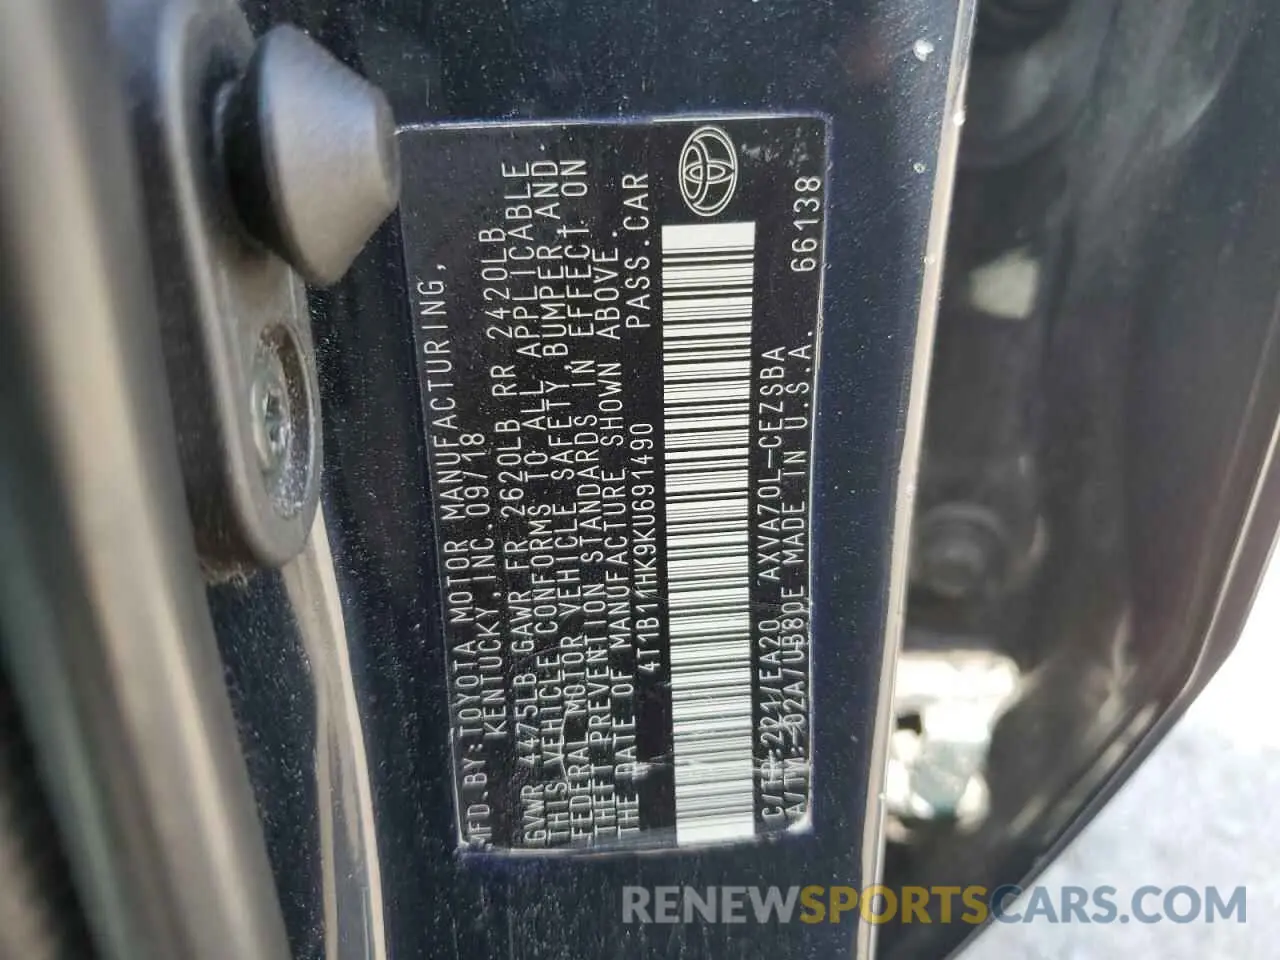 MFD.BY:TOYOTA MOTOR MANUFACTURING,
KENTUCKY,INC.09/18
GVWR 4475LB GAWR FR 2620LB RR 2420LB
THIS VEHICLE CONFORMS TO ALL APPLICABLE
FEDERAL MOTOR VEHICLE SAFETY,BUMPER,AND
THEFT PREVENTION STANDARDS IN EFFECT ON
THE DATE OF MANUFACTURE SHOWN ABOVE.
4T1B11HK9KU691490 PASS.CAR
C/TR:221/EA20 AXVA70L-CEZSBA
A/TM: UB80E MADE IN U.S.A. 66138
RENEWSPORTSCARS.COM